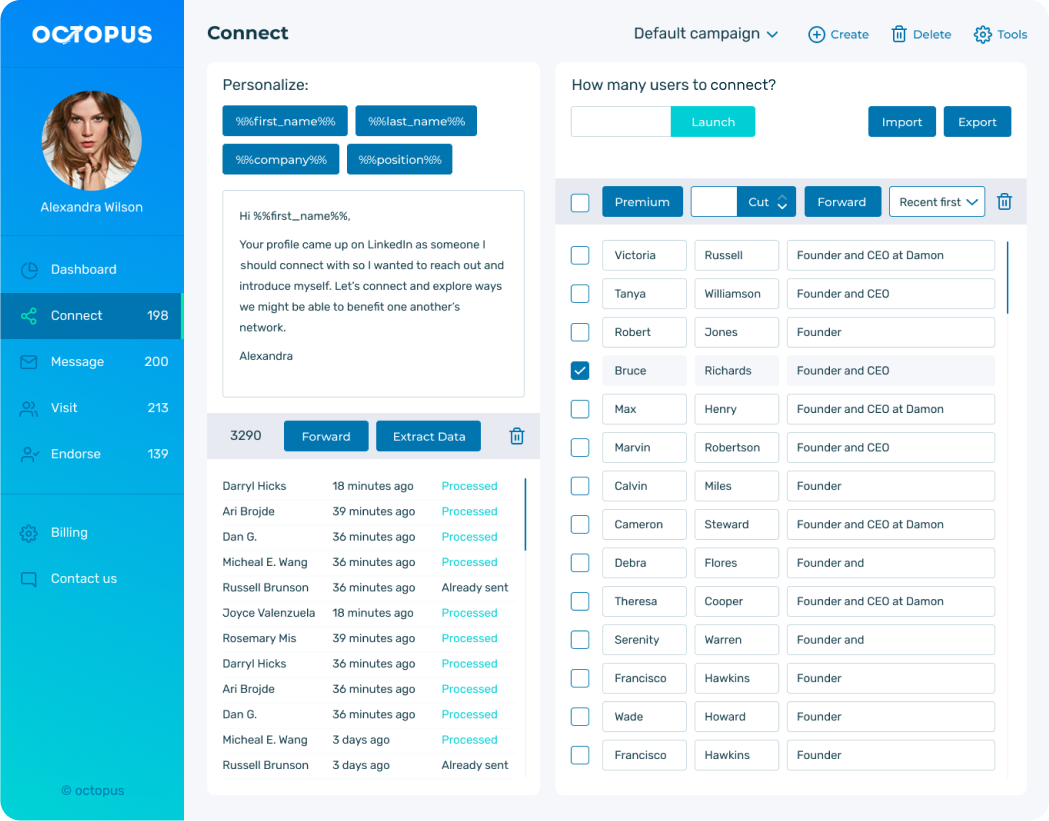 OCTOPUS
Alexandra Wilson
Dashboard
Connect 198
Message 200
Visit 213
Endorse 139
Billing
Contact us
© octopus
Connect
Default campaign
Create
Delete
Tools
Personalize:
%%first_name%% %%last_name%%
%%company%% %%position%%
Hi %%first_name%%,
Your profile came up on LinkedIn as someone I
should connect with so I wanted to reach out and
introduce myself. Let's connect and explore ways
we might be able to benefit one another's
network.
Alexandra
3290 Forward Extract Data
Darryl Hicks 18 minutes ago Processed
Ari Brojde 39 minutes ago Processed
Dan G. 36 minutes ago Processed
Micheal E. Wang 36 minutes ago Processed
Russell Brunson 36 minutes ago Already sent
Joyce Valenzuela 18 minutes ago Processed
Rosemary Mis 39 minutes ago Processed
Darryl Hicks 36 minutes ago Processed
Ari Brojde 36 minutes ago Processed
Dan G. 36 minutes ago Processed
Micheal E. Wang 3 days ago Processed
Russell Brunson 3 days ago Already sent
How many users to connect?
Launch Import Export
Premium Cut Forward Recent first
Victoria Russell Founder and CEO at Damon
Tanya Williamson Founder and CEO
Robert Jones Founder
Bruce Richards Founder and CEO
Max Henry Founder and CEO at Damon
Marvin Robertson Founder and CEO
Calvin Miles Founder
Cameron Steward Founder and CEO at Damon
Debra Flores Founder and
Theresa Cooper Founder and CEO at Damon
Serenity Warren Founder and
Francisco Hawkins Founder
Wade Howard Founder
Francisco Hawkins Founder